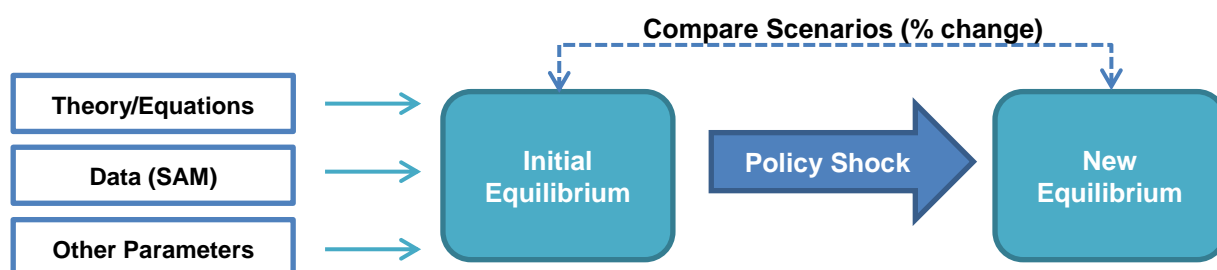 Compare Scenarios (% change)
Theory/Equations
Data (SAM)
Other Parameters
Initial
Equilibrium
Policy Shock
New
Equilibrium